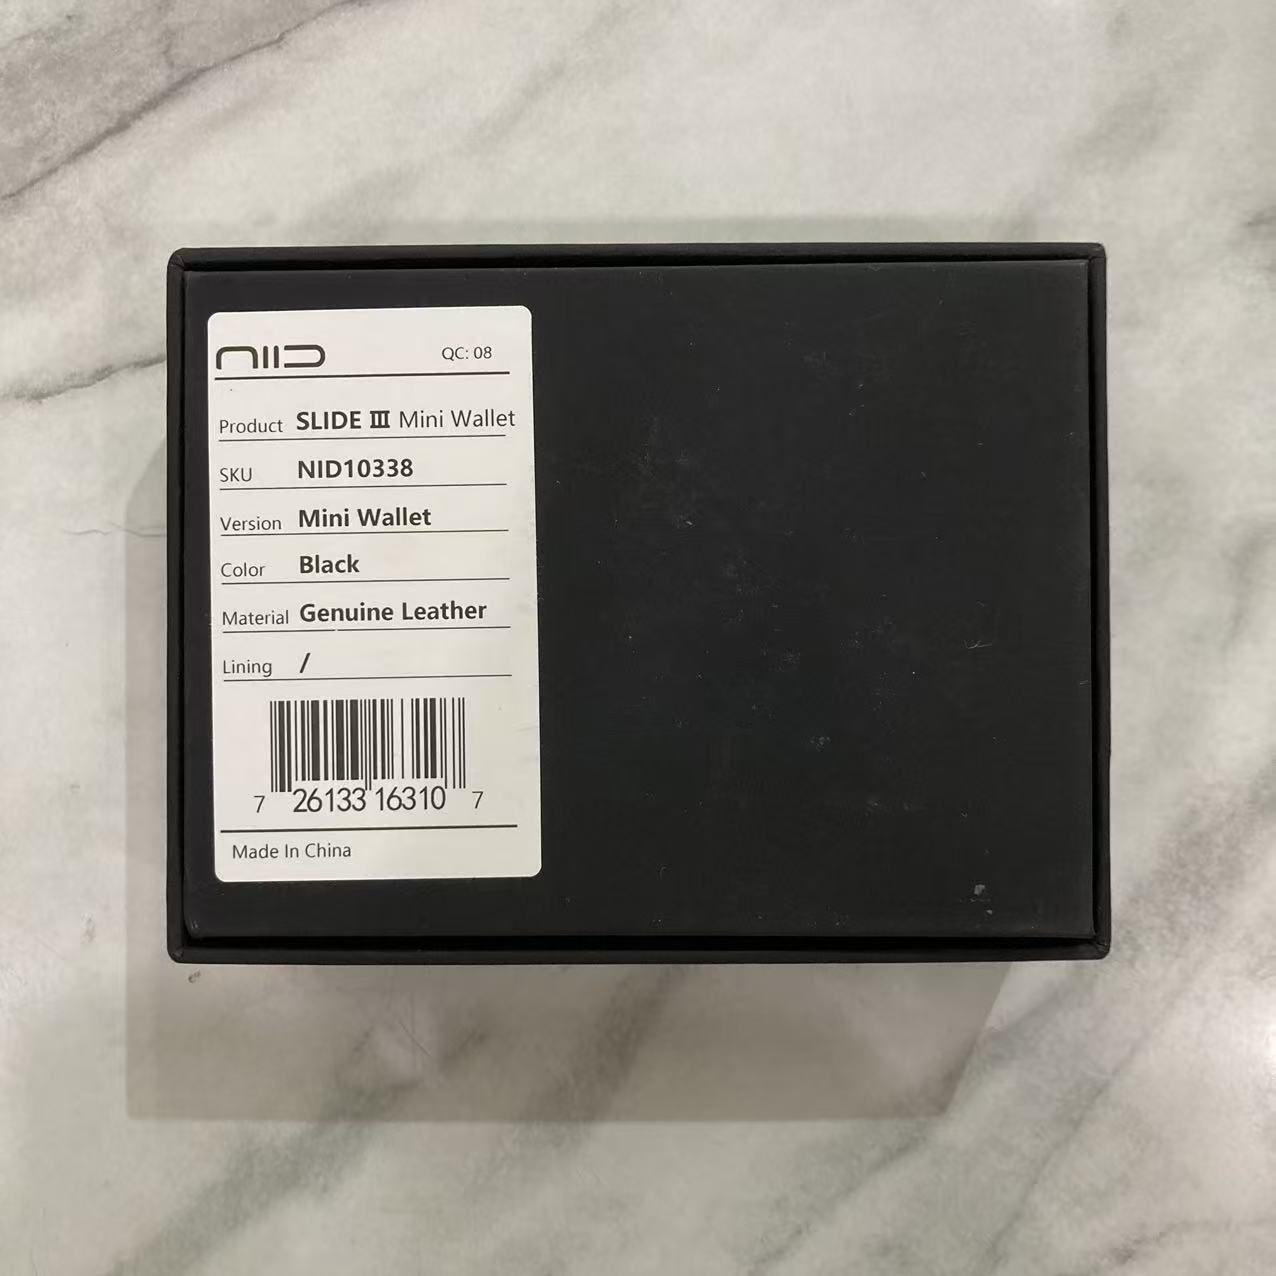 NIID
QC: 08
Product SLIDE III Mini Wallet
SKU NID10338
Version Mini Wallet
Color Black
Material Genuine Leather
Lining /
7 26133 16310 7
Made In China